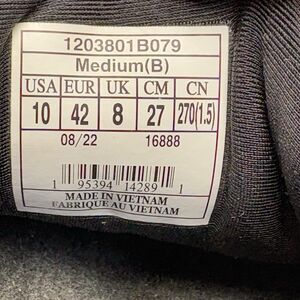 1203801B079
Medium(B)
USA EUR UK CM CN
10 42 8 27 270(1.5)
08/22 16888
1 95394 14289 1
MADE IN VIETNAM
FABRIQUE AU VIETNAM